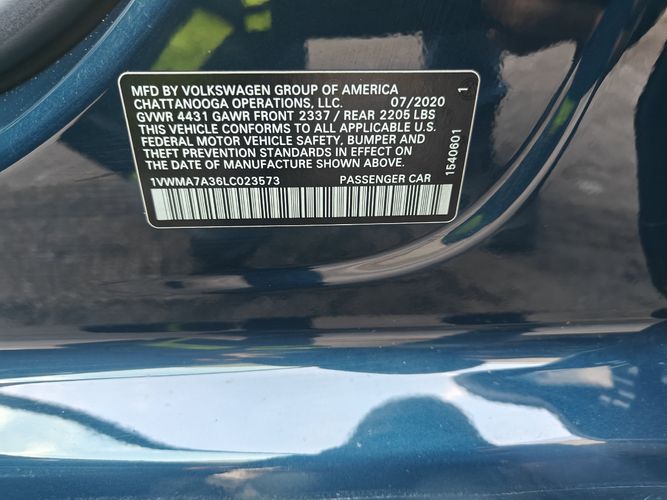 MFD BY VOLKSWAGEN GROUP OF AMERICA
CHATTANOOGA OPERATIONS, LLC. 07/2020
GVWR 4431 GAWR FRONT 2337 / REAR 2205 LBS
THIS VEHICLE CONFORMS TO ALL APPLICABLE U.S.
FEDERAL MOTOR VEHICLE SAFETY, BUMPER AND
THEFT PREVENTION STANDARDS IN EFFECT ON
THE DATE OF MANUFACTURE SHOWN ABOVE.
1VWMA7A36LC023573 PASSENGER CAR
1540601
1